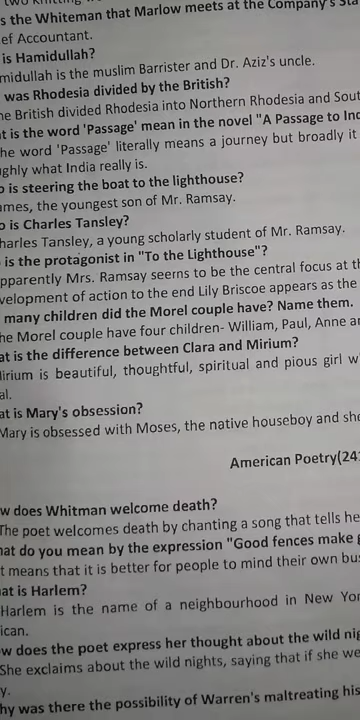 two knitting w
s the Whiteman that Marlow meets at the Company's Sta
ef Accountant.
is Hamidullah?
midullah is the muslim Barrister and Dr. Aziz's uncle.
was Rhodesia divided by the British?
he British divided Rhodesia into Northern Rhodesia and Sout
t is the word 'Passage' mean in the novel "A Passage to Ind
he word 'Passage' literally means a journey but broadly it
ughly what India really is.
o is steering the boat to the lighthouse?
ames, the youngest son of Mr. Ramsay.
o is Charles Tansley?
harles Tansley, a young scholarly student of Mr. Ramsay.
is the protagonist in "To the Lighthouse"?
pparently Mrs. Ramsay seerns to be the central focus at th
velopment of action to the end Lily Briscoe appears as the
many children did the Morel couple have? Name them.
he Morel couple have four children- William, Paul, Anne an
at is the difference between Clara and Mirium?
lirium is beautiful, thoughtful, spiritual and pious girl w
al.
at is Mary's obsession?
Mary is obsessed with Moses, the native houseboy and she
American Poetry(241
w does Whitman welcome death?
The poet welcomes death by chanting a song that tells he
hat do you mean by the expression "Good fences make g
t means that it is better for people to mind their own bus
at is Harlem?
Harlem is the name of a neighbourhood in New Yor
ican.
ow does the poet express her thought about the wild nig
She exclaims about the wild nights, saying that if she we
y.
hy was there the possibility of Warren's maltreating his